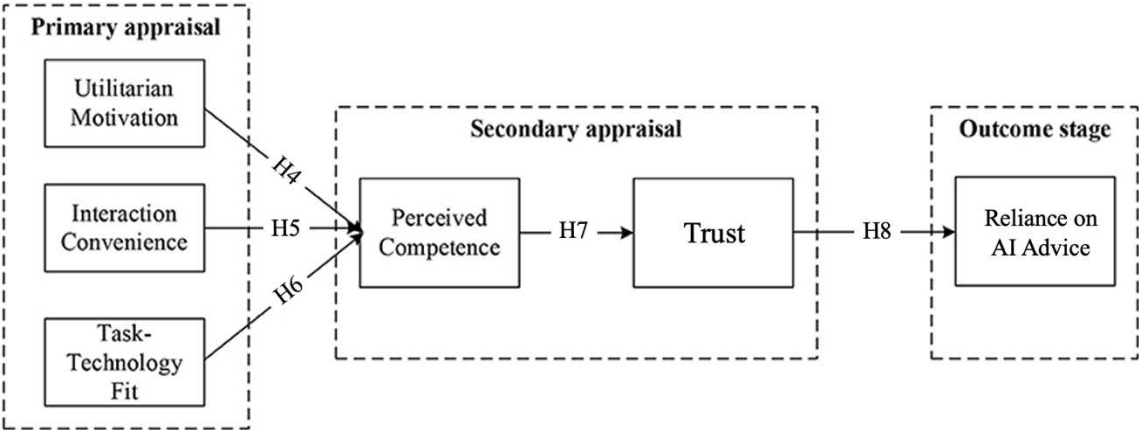 Primary appraisal
Utilitarian
Motivation
Interaction
Convenience
Task-
Technology
Fit
H4
H5
H6
Secondary appraisal
Perceived
Competence
H7
Trust
H8
Outcome stage
Reliance on
AI Advice